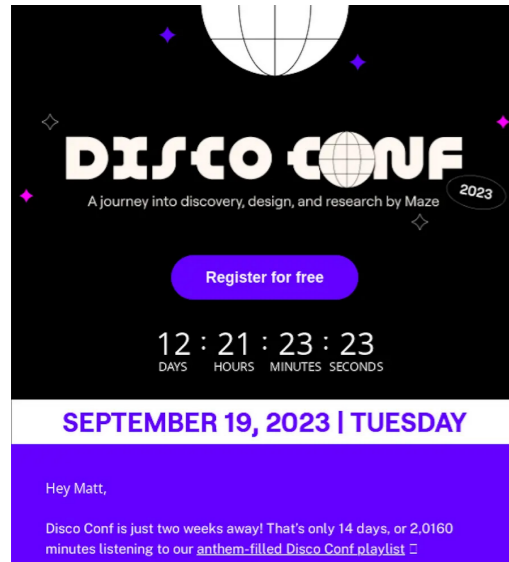 DISCO CONF
2023
A journey into discovery, design, and research by Maze
Register for free
12 : 21 : 23 : 23
DAYS HOURS MINUTES SECONDS
SEPTEMBER 19, 2023 | TUESDAY
Hey Matt,
Disco Conf is just two weeks away! That's only 14 days, or 2,0160
minutes listening to our anthem-filled Disco Conf playlist